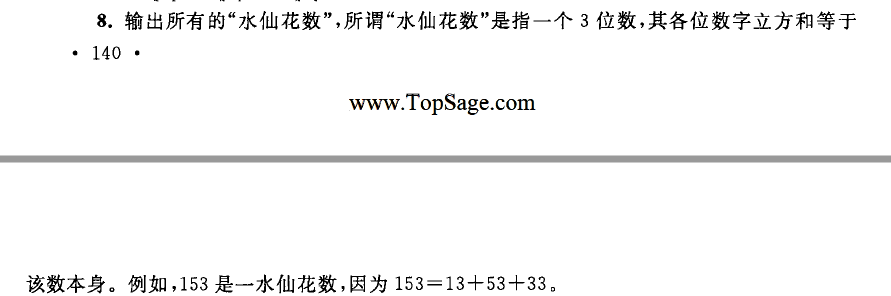 8. 输出所有的“水仙花数”,所谓“水仙花数”是指一个 3 位数,其各位数字立方和等于
• 140 •
www.TopSage.com
该数本身。例如,153 是一水仙花数,因为 153=13+53+33。